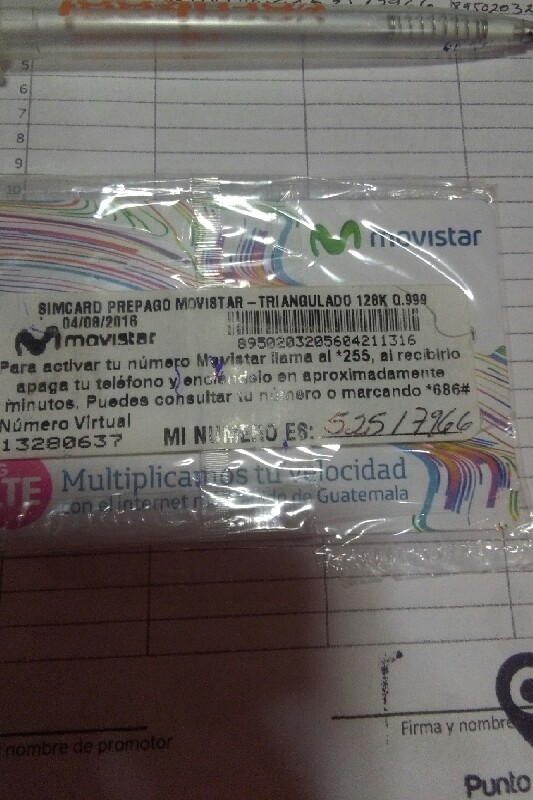 5
6
7
8
9
10
movistar
SIMCARD PREPAGO MOVISTAR - TRIANGULADO 128K 0.999
04/08/2016
movistar
8950203205604211316
Para activar tu número Movistar llama al *255, al recibirlo
apaga tu teléfono y enciéndelo en aproximadamente
minutos. Puedes consultar tu número o marcando *686#
Número Virtual
13280637
MI NUMERO ES: 52517966
TE
Multiplicamos tu velocidad
con el internet de Guatemala
Firma y nombre
nombre de promotor
Punto